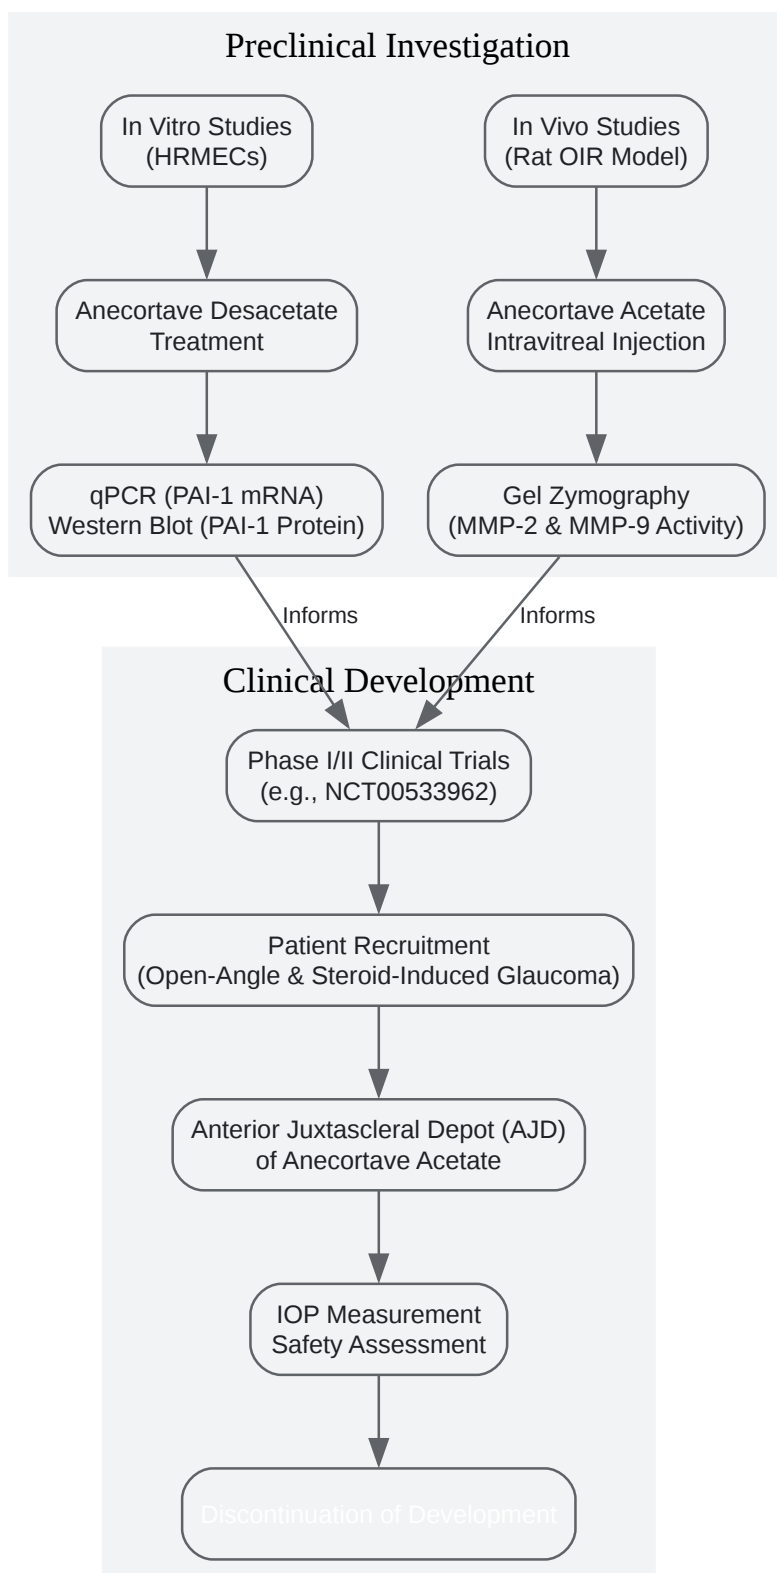 Preclinical Investigation
In Vitro Studies
(HRMECs)
In Vivo Studies
(Rat OIR Model)
Anecortave Desacetate
Treatment
Anecortave Acetate
Intravitreal Injection
qPCR (PAI-1 mRNA)
Western Blot (PAI-1 Protein)
Gel Zymography
(MMP-2 & MMP-9 Activity)
Informs
Informs
Clinical Development
Phase I/II Clinical Trials
(e.g., NCT00533962)
Patient Recruitment
(Open-Angle & Steroid-Induced Glaucoma)
Anterior Juxtascleral Depot (AJD)
of Anecortave Acetate
IOP Measurement
Safety Assessment
Discontinuation of Development